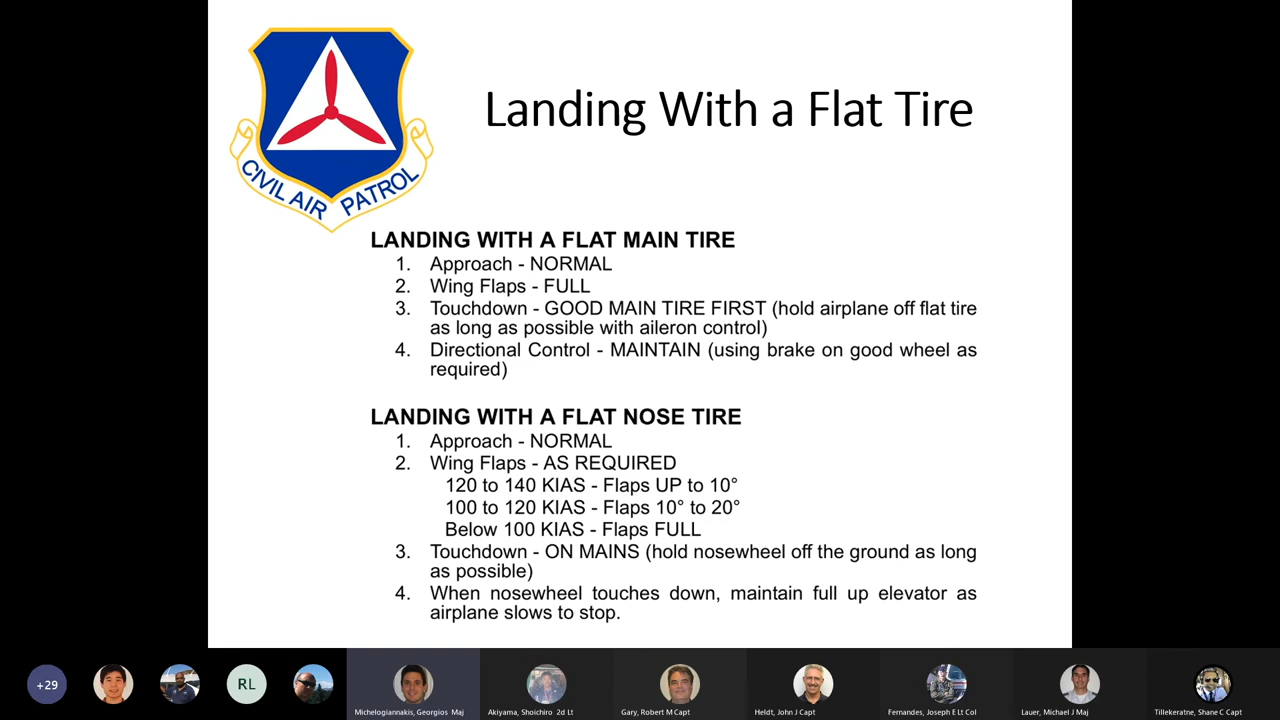 CIVIL AIR PATROL
Landing With a Flat Tire
LANDING WITH A FLAT MAIN TIRE
1. Approach - NORMAL
2. Wing Flaps - FULL
3. Touchdown - GOOD MAIN TIRE FIRST (hold airplane off flat tire
as long as possible with aileron control)
4. Directional Control - MAINTAIN (using brake on good wheel as
required)
LANDING WITH A FLAT NOSE TIRE
1. Approach - NORMAL
2. Wing Flaps - AS REQUIRED
120 to 140 KIAS - Flaps UP to 10°
100 to 120 KIAS - Flaps 10° to 20°
Below 100 KIAS - Flaps FULL
3. Touchdown - ON MAINS (hold nosewheel off the ground as long
as possible)
4. When nosewheel touches down, maintain full up elevator as
airplane slows to stop.
+29
RL
Michelogiannakis, Georgios Maj
Akiyama, Shoichiro 2d Lt
Gary, Robert M Capt
Heldt, John J Capt
Fernandes, Joseph E Lt Col
Lauer, Michael J Maj
Tillekeratne, Shane C Capt